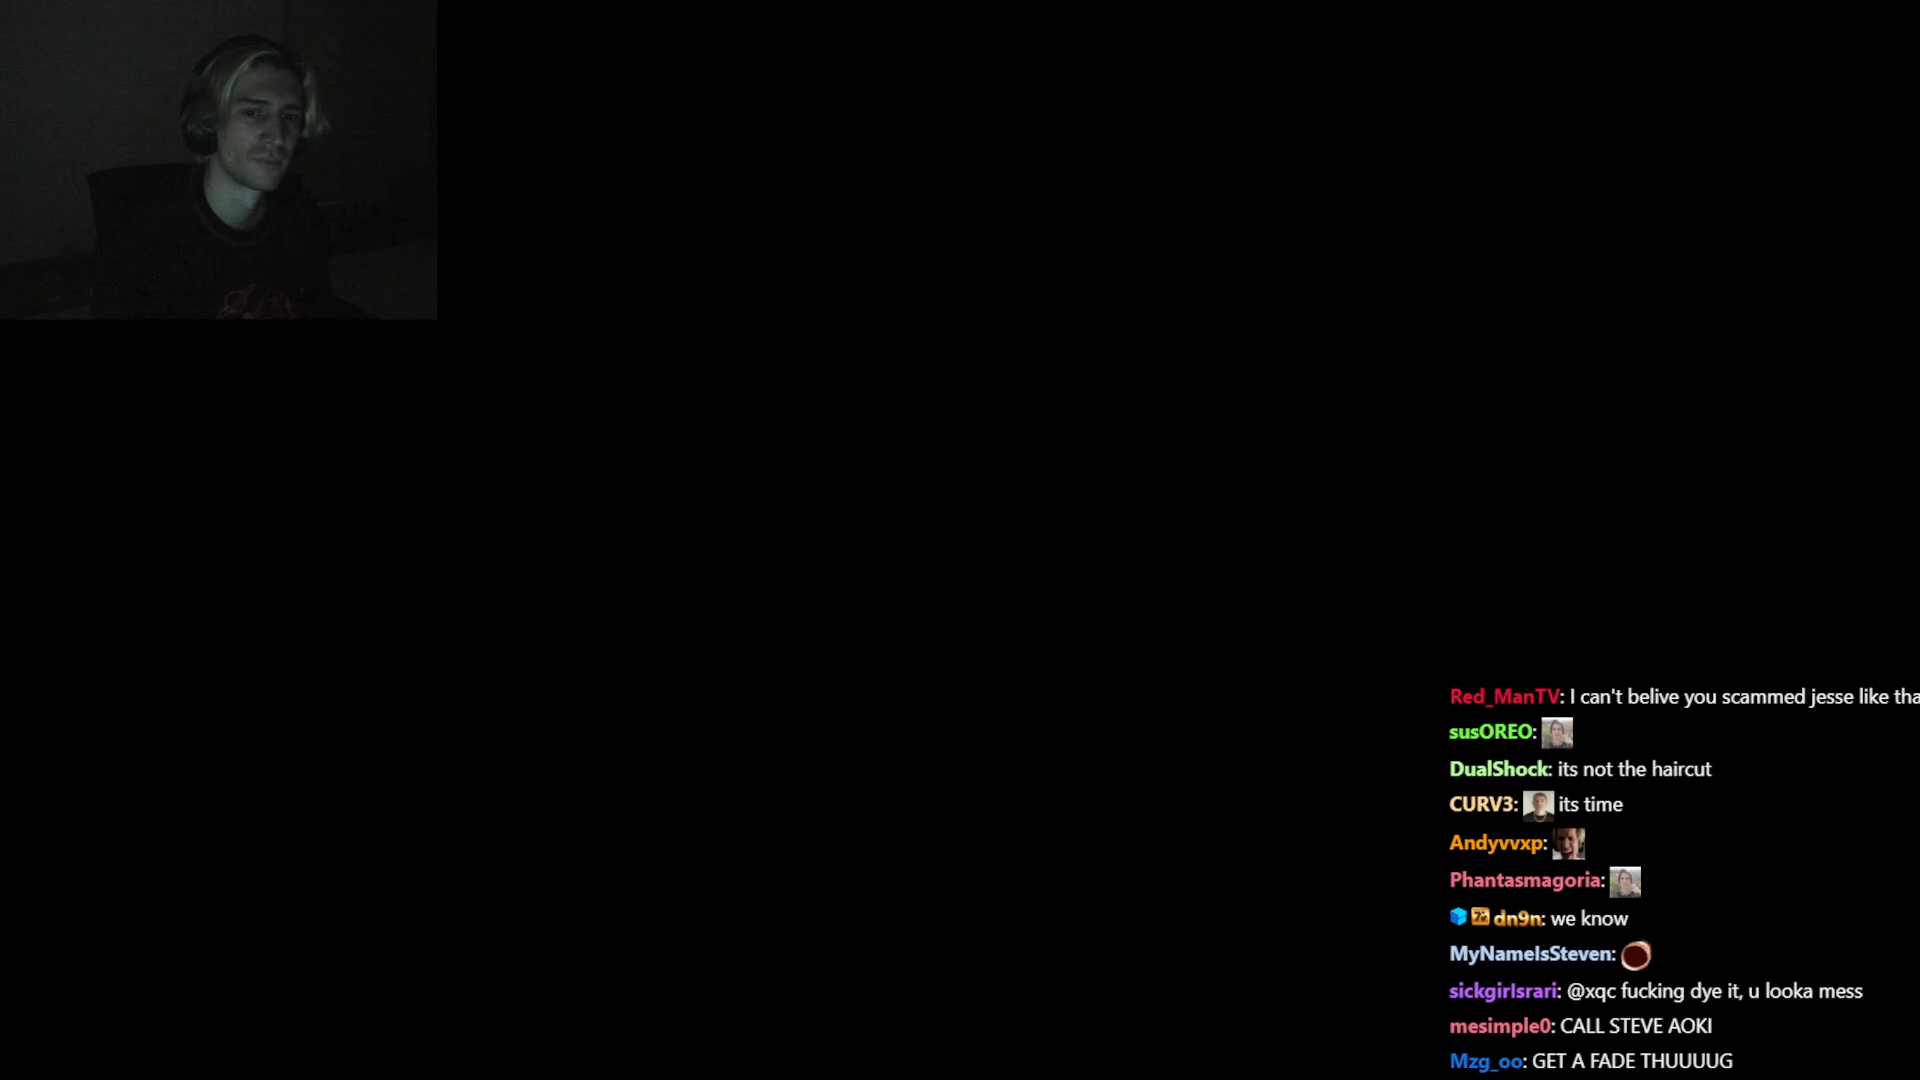 Red_ManTV: I can't belive you scammed jesse like tha
susOREO:
DualShock: its not the haircut
CURV3: its time
Andyvvxp:
Phantasmagoria:
dn9n: we know
MyNameIsSteven:
sickgirlsrari: @xqc fucking dye it, u looka mess
mesimple0: CALL STEVE AOKI
Mzg_oo: GET A FADE THUUUUG